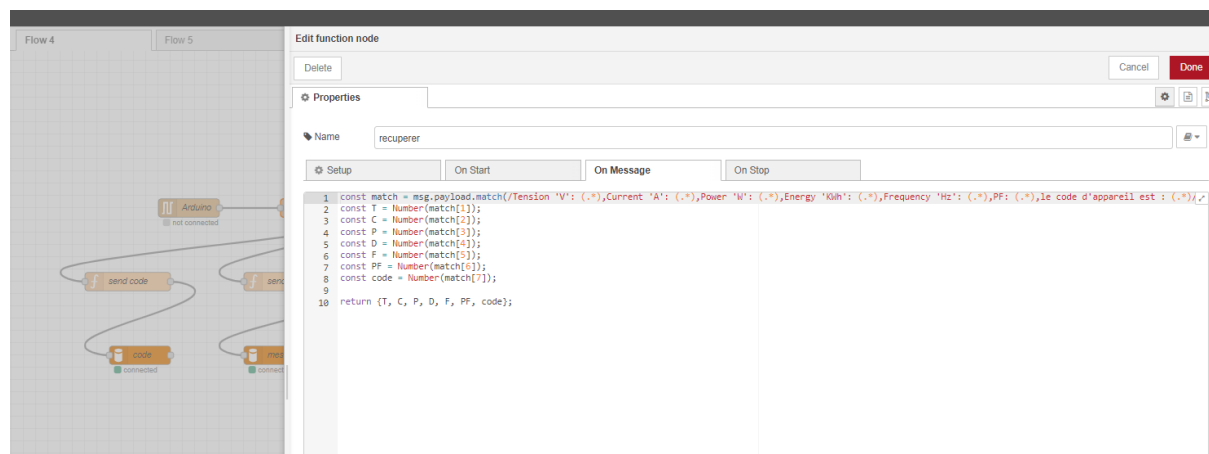 Flow 4
Flow 5
Edit function node
Delete
Cancel
Done
Properties
Name
recuperer
Setup
On Start
On Message
On Stop
1 const match = msg.payload.match(/Tension 'V': (.*),Current 'A': (.*),Power 'W': (.*),Energy 'KWh': (.*),Frequency 'Hz': (.*),PF: (.*),le code d'appareil est : (.*)/
2 const T = Number(match[1]);
3 const C = Number(match[2]);
4 const P = Number(match[3]);
5 const D = Number(match[4]);
6 const F = Number(match[5]);
7 const PF = Number(match[6]);
8 const code = Number(match[7]);
9
10 return {T, C, P, D, F, PF, code};
Arduino
not connected
send code
code
connected